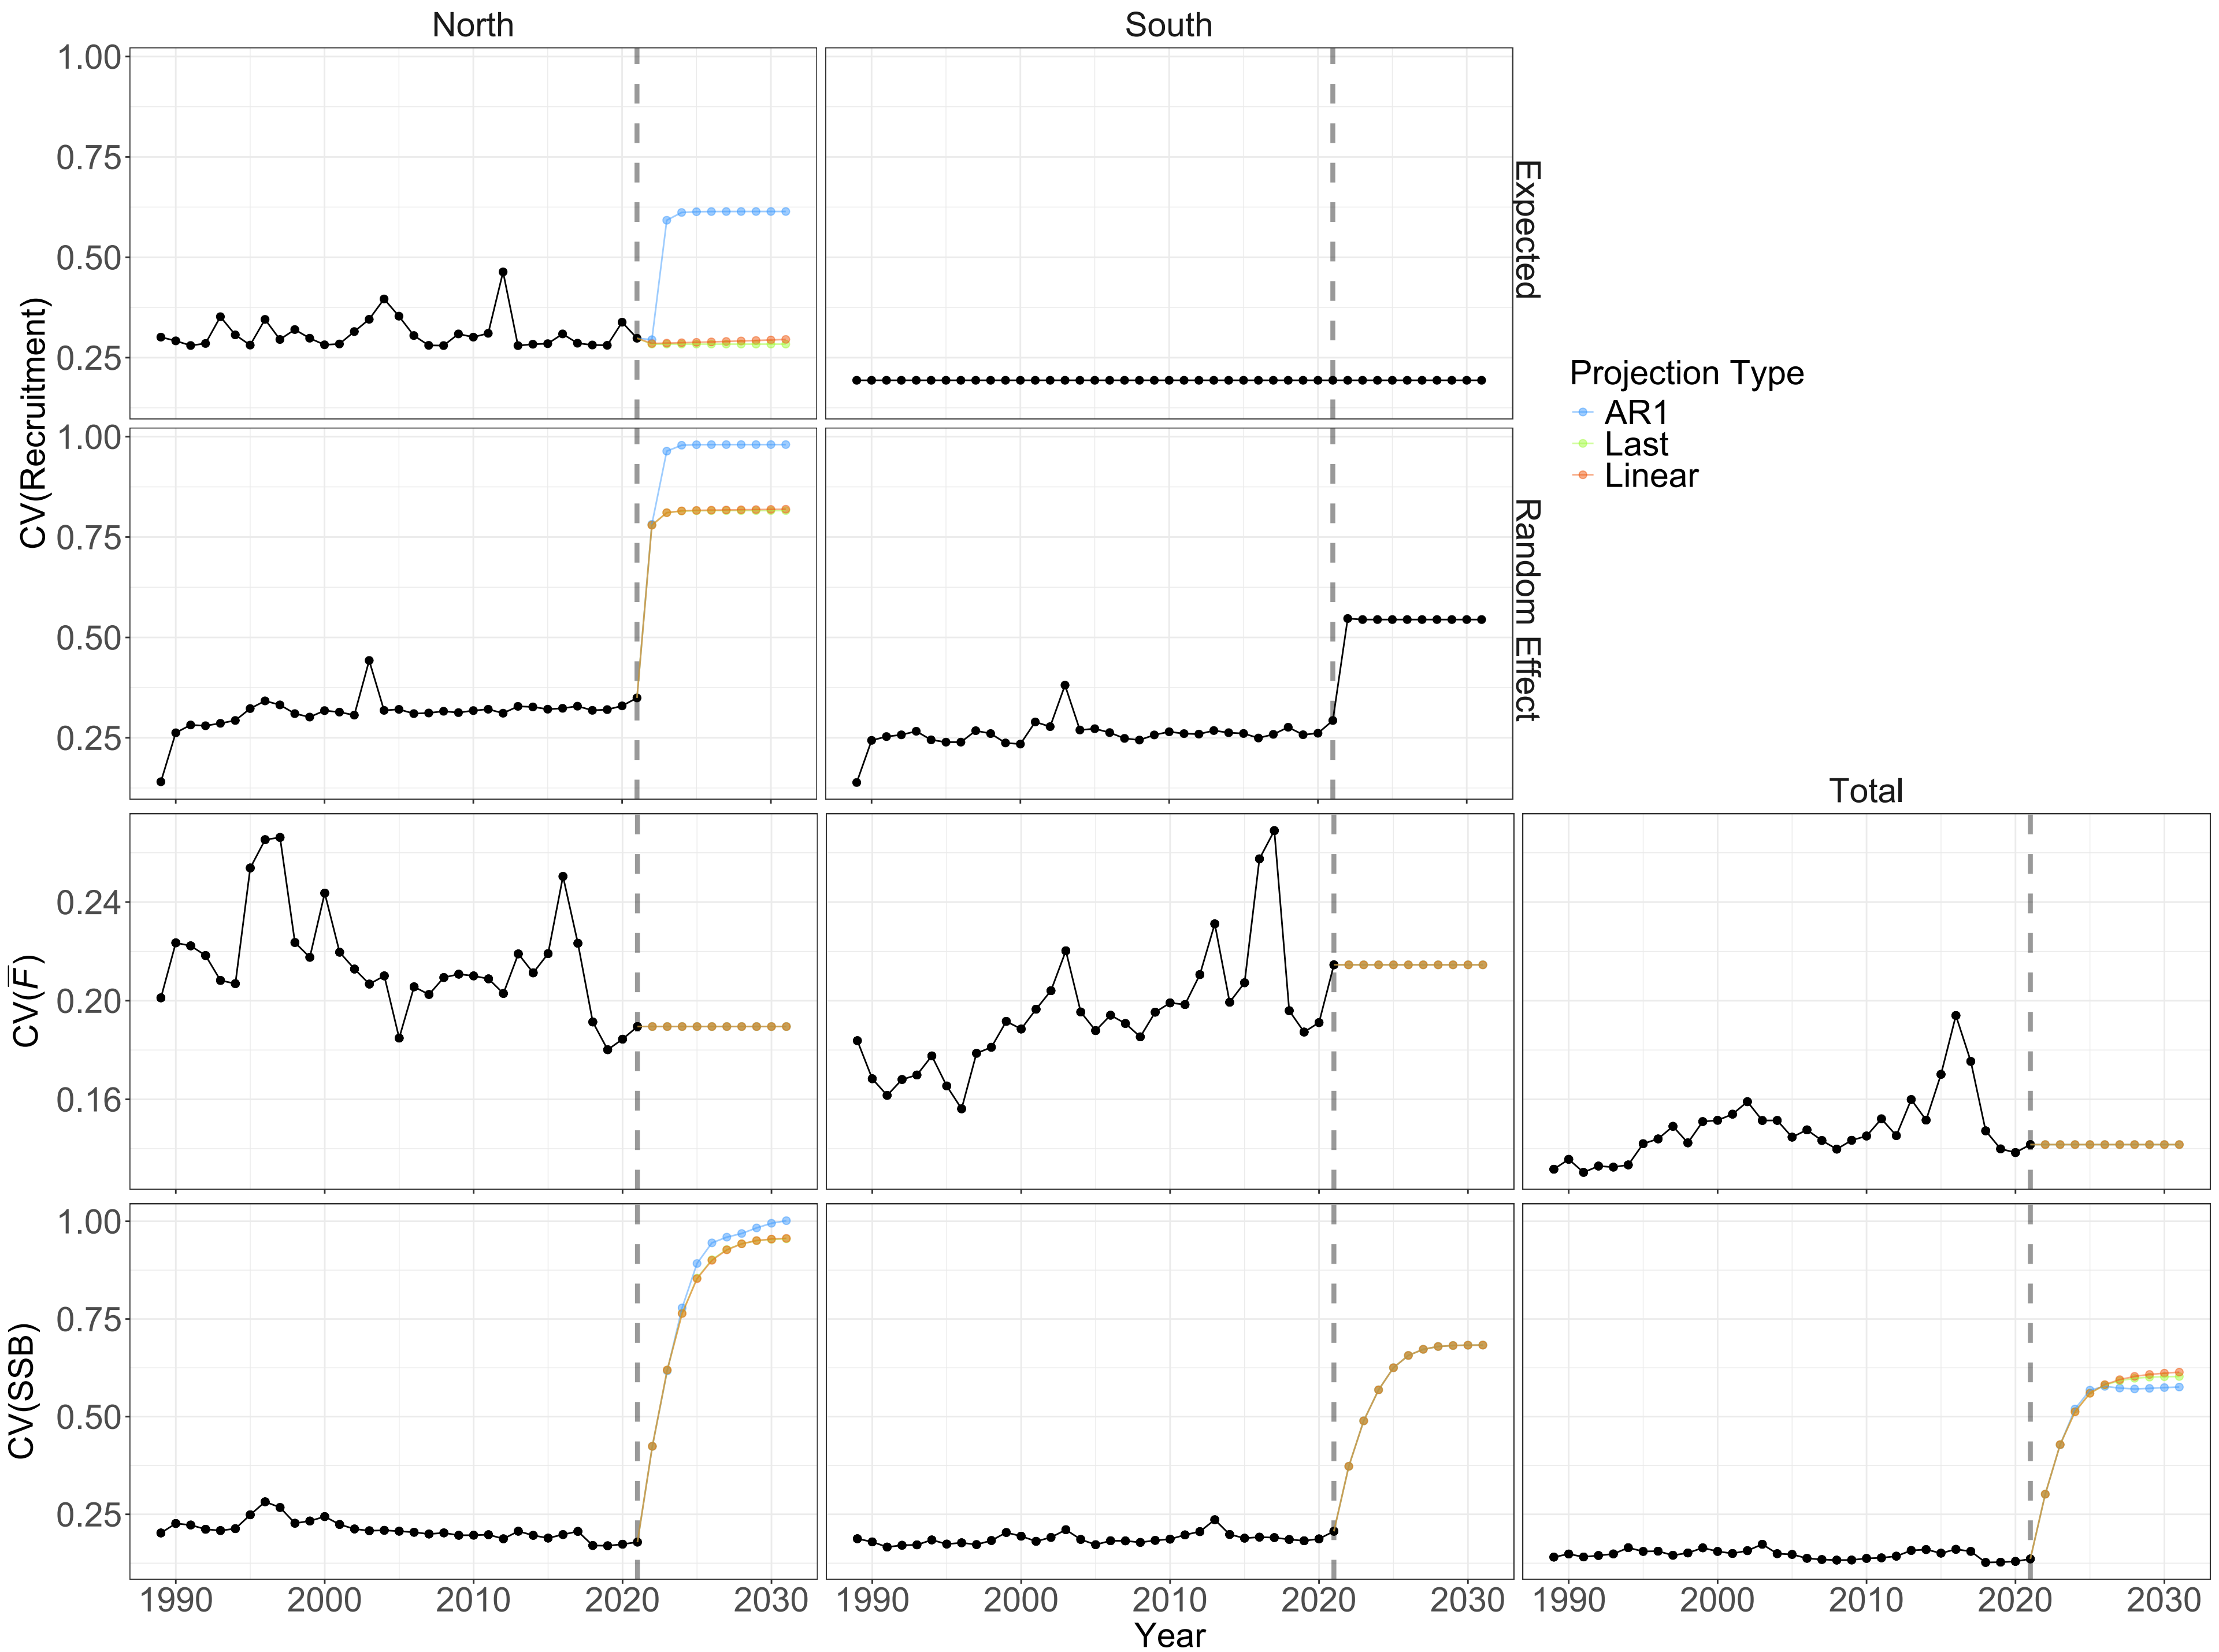 North
South
1.00
0.75
0.50
0.25
CV(Recruitment)
Expected
1.00
0.75
0.50
0.25
Random Effect
Projection Type
AR1
Last
Linear
Total
0.24
0.20
0.16
CV(F̅)
1.00
0.75
0.50
0.25
CV(SSB)
1990 2000 2010 2020 2030
1990 2000 2010 2020 2030
1990 2000 2010 2020 2030
Year